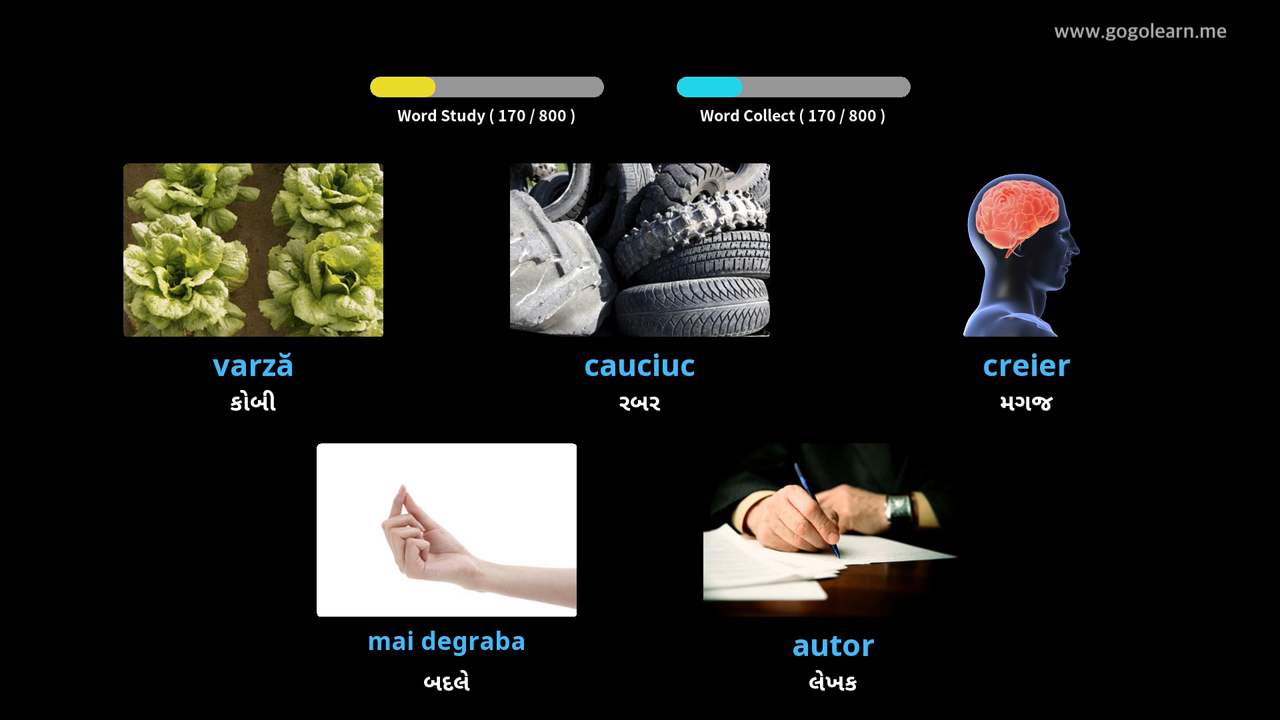 www.gogolearn.me
Word Study ( 170 / 800 )
Word Collect ( 170 / 800 )
varză
cauciuc
creier
કોબી
રબર
મગજ
mai degraba
autor
બદલે
લેખક